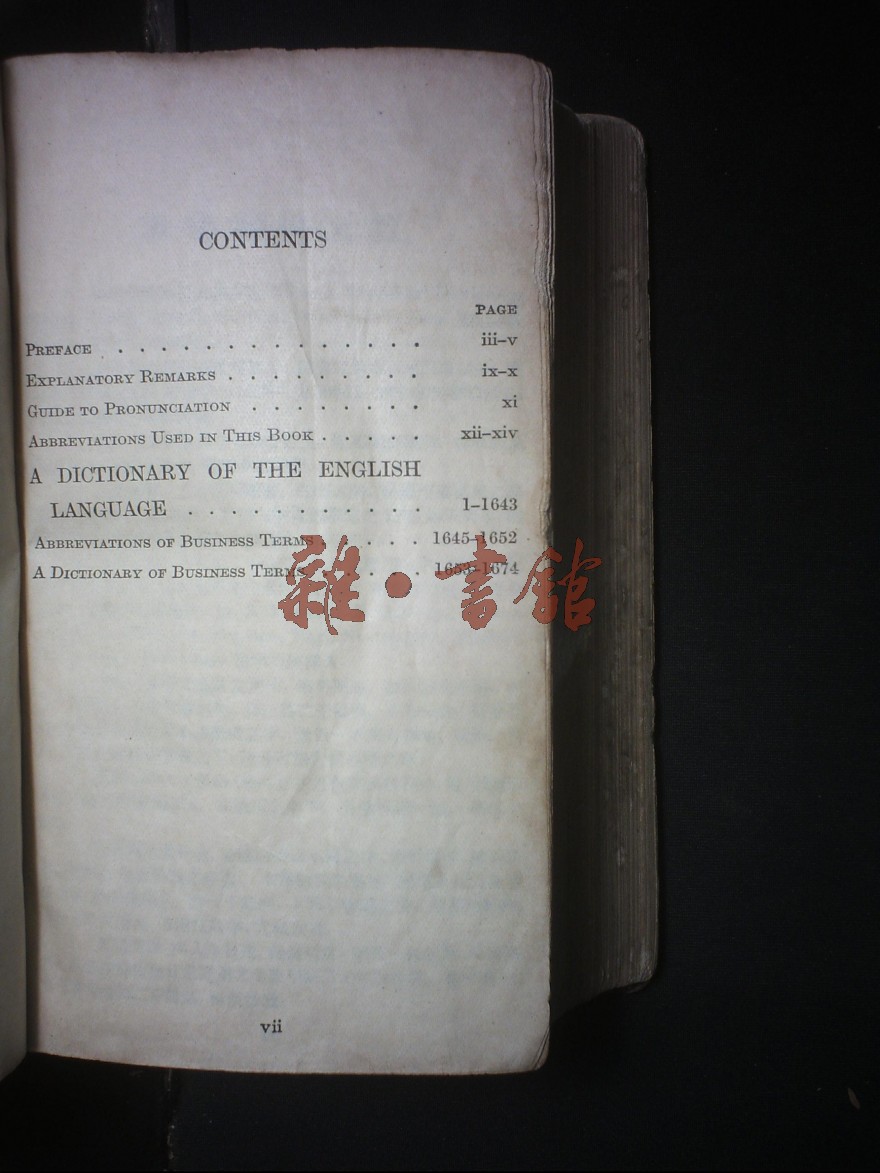 CONTENTS
PAGE
PREFACE . . . . . . . . . . . . . . iii–v
EXPLANATORY REMARKS . . . . . . . . . ix–x
GUIDE TO PRONUNCIATION . . . . . . . . xi
ABBREVIATIONS USED IN THIS BOOK . . . . . xii–xiv
A DICTIONARY OF THE ENGLISH
LANGUAGE . . . . . . . . . . . 1–1643
ABBREVIATIONS OF BUSINESS TERMS . . . . 1645–1652
A DICTIONARY OF BUSINESS TERMS . . . . 1653–1674
雜·書館
vii